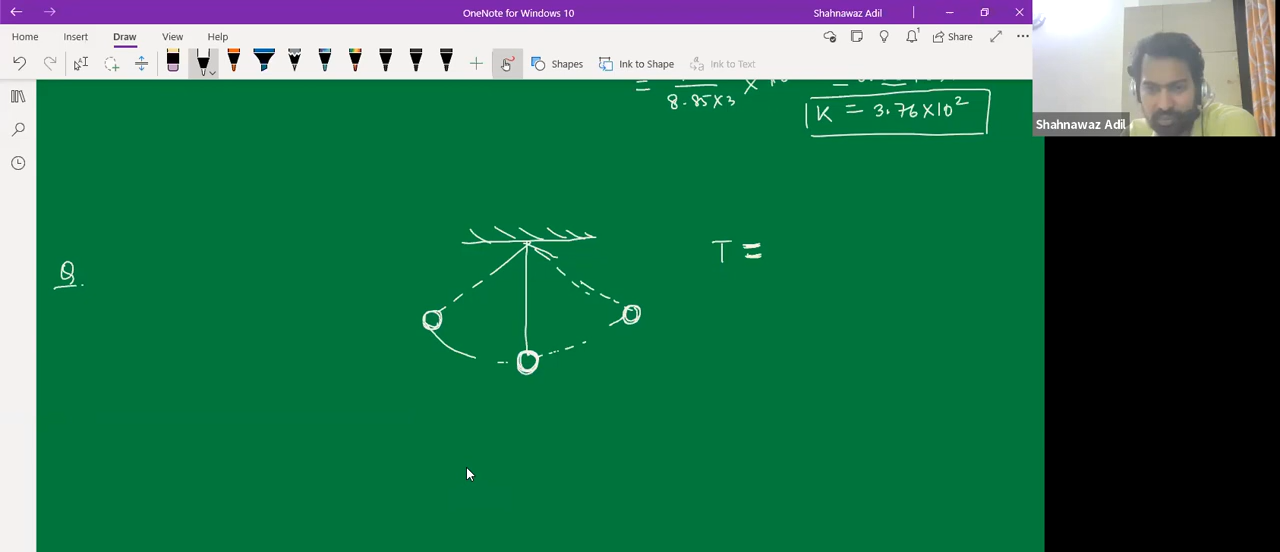 OneNote for Windows 10
Shahnawaz Adil
Home Insert Draw View Help
Share
Shapes Ink to Shape Ink to Text
=
8.85×3 ×
K = 3.76×10²
Shahnawaz Adil
T =
Q.